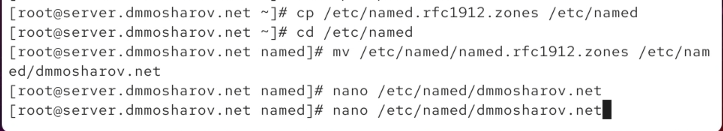 [root@server.dmmosharov.net ~]# cp /etc/named.rfc1912.zones /etc/named
[root@server.dmmosharov.net ~]# cd /etc/named
[root@server.dmmosharov.net named]# mv /etc/named/named.rfc1912.zones /etc/nam
ed/dmmosharov.net
[root@server.dmmosharov.net named]# nano /etc/named/dmmosharov.net
[root@server.dmmosharov.net named]# nano /etc/named/dmmosharov.net